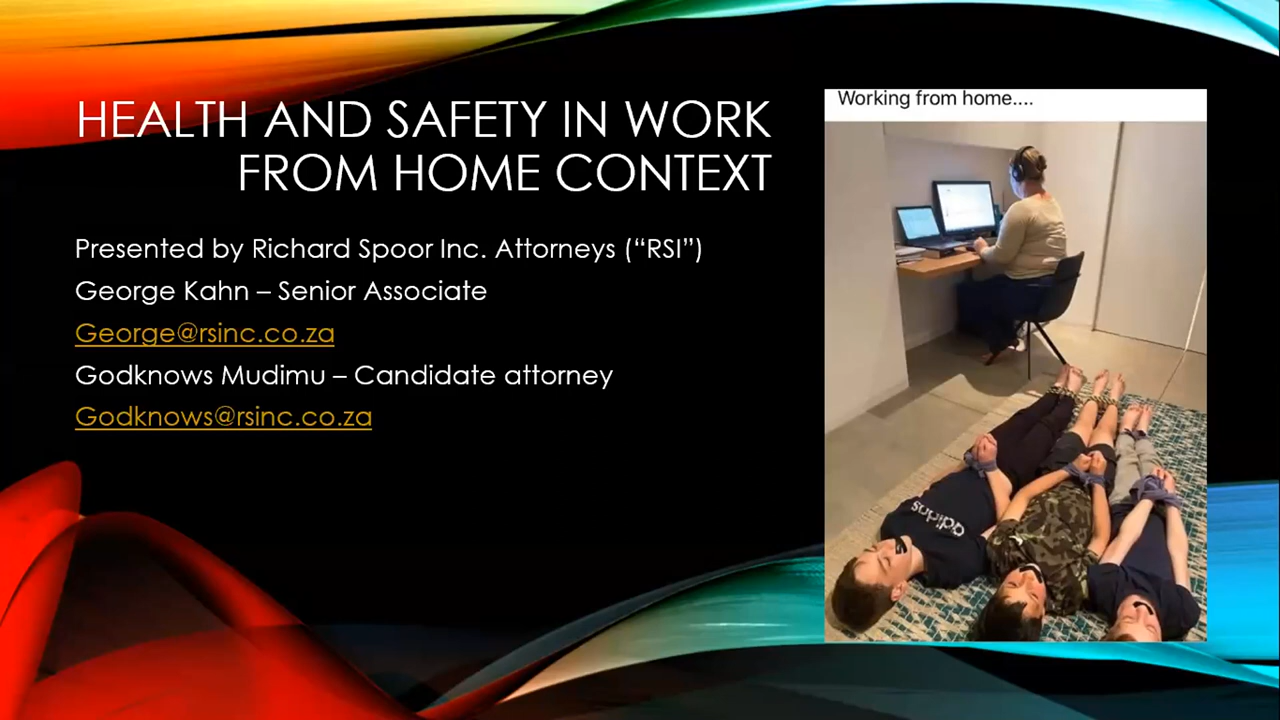 HEALTH AND SAFETY IN WORK
FROM HOME CONTEXT
Presented by Richard Spoor Inc. Attorneys (“RSI”)
George Kahn – Senior Associate
George@rsinc.co.za
Godknows Mudimu – Candidate attorney
Godknows@rsinc.co.za
Working from home....
adidas